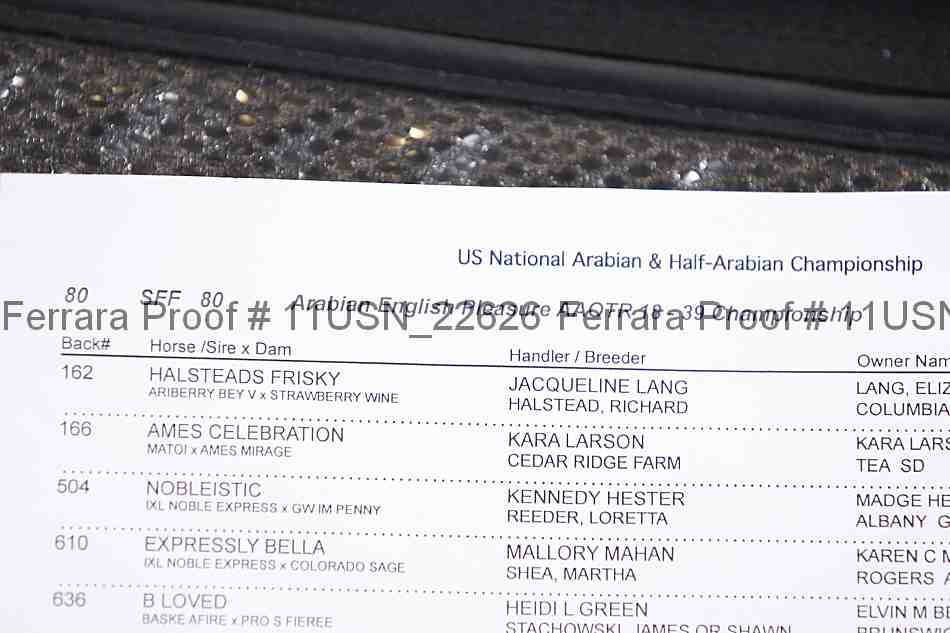 US National Arabian & Half-Arabian Championship
80 SFF 80 Arabian English Pleasure AAOTR 18 - 39 Championship
Ferrara Proof # 11USN_22626 Ferrara Proof # 11USN
Back# Horse /Sire x Dam Handler / Breeder Owner Nam
162 HALSTEADS FRISKY JACQUELINE LANG LANG, ELIZ
ARIBERRY BEY V x STRAWBERRY WINE HALSTEAD, RICHARD COLUMBIA
166 AMES CELEBRATION KARA LARSON KARA LARS
MATOI x AMES MIRAGE CEDAR RIDGE FARM TEA SD
504 NOBLEISTIC KENNEDY HESTER MADGE HE
IXL NOBLE EXPRESS x GW IM PENNY REEDER, LORETTA ALBANY G
610 EXPRESSLY BELLA MALLORY MAHAN KAREN C M
IXL NOBLE EXPRESS x COLORADO SAGE SHEA, MARTHA ROGERS A
636 B LOVED HEIDI L GREEN ELVIN M BE
BASKE AFIRE x PRO S FIEREE STACHOWSKI, JAMES OR SHAWN BRUNSWIC